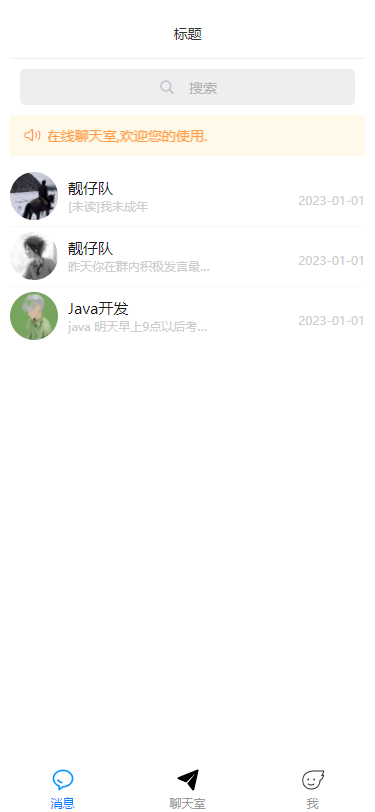 标题
搜索
在线聊天室,欢迎您的使用.
靓仔队
[未读]我未成年
2023-01-01
靓仔队
昨天你在群内积极发言最...
2023-01-01
Java开发
java 明天早上9点以后考...
2023-01-01
消息
聊天室
我